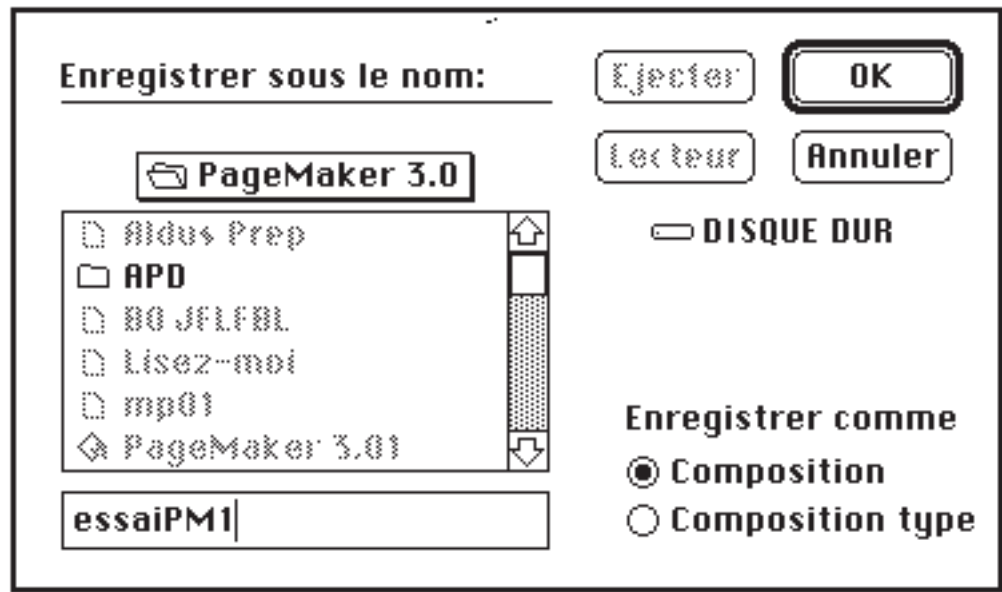 Enregistrer sous le nom:
Ejecter
OK
Lecteur
Annuler
PageMaker 3.0
DISQUE DUR
Aldus Prep
APD
BO JFLFBL
Lisez-moi
mp01
PageMaker 3.01
essaiPM1
Enregistrer comme
Composition
Composition type